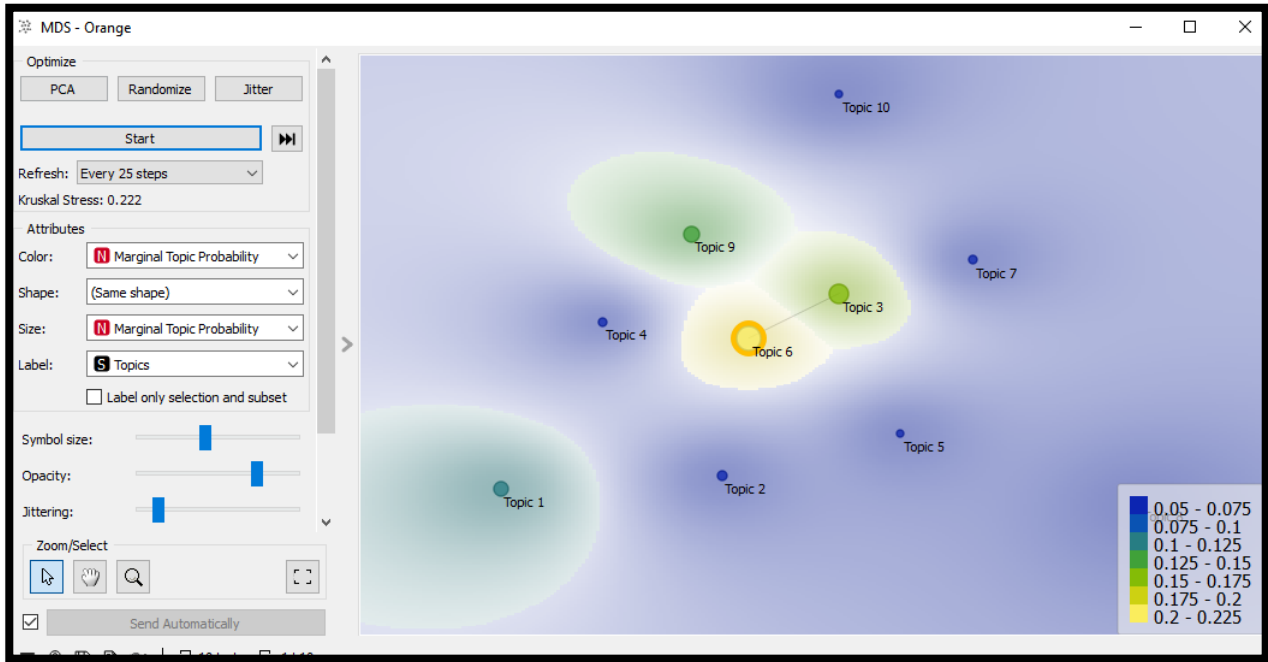 MDS - Orange
Optimize
PCA Randomize Jitter
Start
Refresh: Every 25 steps
Kruskal Stress: 0.222
Attributes
Color: N Marginal Topic Probability
Shape: (Same shape)
Size: N Marginal Topic Probability
Label: S Topics
Label only selection and subset
Symbol size:
Opacity:
Jittering:
Zoom/Select
Send Automatically
Topic 10
Topic 9
Topic 7
Topic 3
Topic 4
Topic 6
Topic 5
Topic 2
Topic 1
0.05 - 0.075
0.075 - 0.1
0.1 - 0.125
0.125 - 0.15
0.15 - 0.175
0.175 - 0.2
0.2 - 0.225